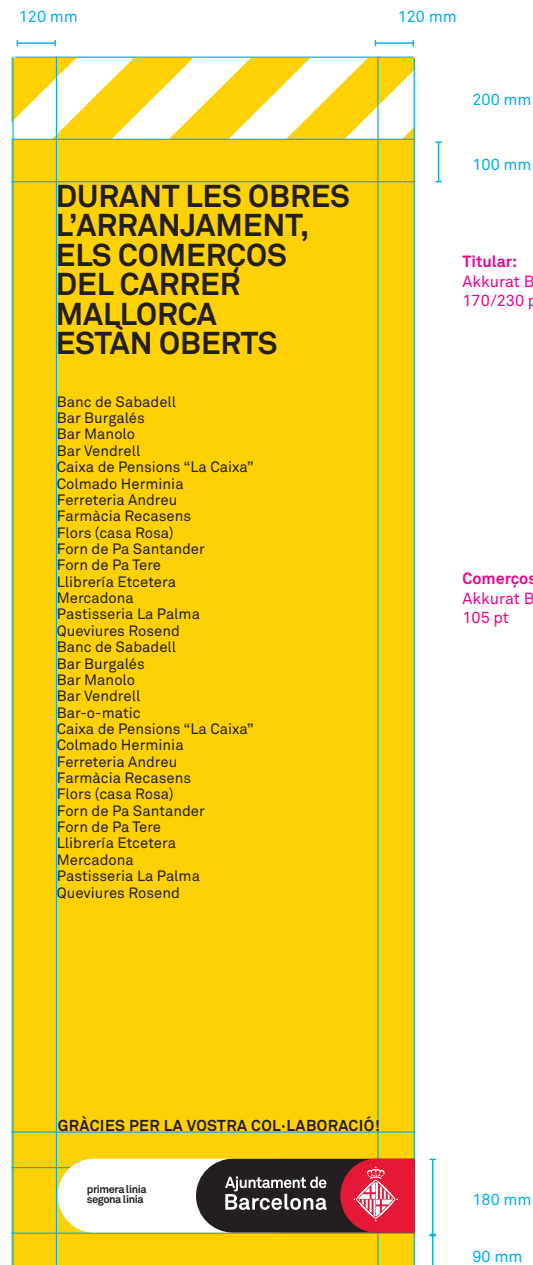 120 mm
120 mm
200 mm
100 mm
DURANT LES OBRES
L'ARRANJAMENT,
ELS COMERÇOS
DEL CARRER
MALLORCA
ESTÀN OBERTS
Titular:
Akkurat B
170/230 p
Banc de Sabadell
Bar Burgalés
Bar Manolo
Bar Vendrell
Caixa de Pensions “La Caixa”
Colmado Herminia
Ferreteria Andreu
Farmàcia Recasens
Flors (casa Rosa)
Forn de Pa Santander
Forn de Pa Tere
Llibrería Etcetera
Mercadona
Pastisseria La Palma
Queviures Rosend
Banc de Sabadell
Bar Burgalés
Bar Manolo
Bar Vendrell
Bar-o-matic
Caixa de Pensions “La Caixa”
Colmado Herminia
Ferreteria Andreu
Farmàcia Recasens
Flors (casa Rosa)
Forn de Pa Santander
Forn de Pa Tere
Llibrería Etcetera
Mercadona
Pastisseria La Palma
Queviures Rosend
Comerços
Akkurat B
105 pt
GRÀCIES PER LA VOSTRA COL·LABORACIÓ!
primera línia
segona línia
Ajuntament de
Barcelona
180 mm
90 mm